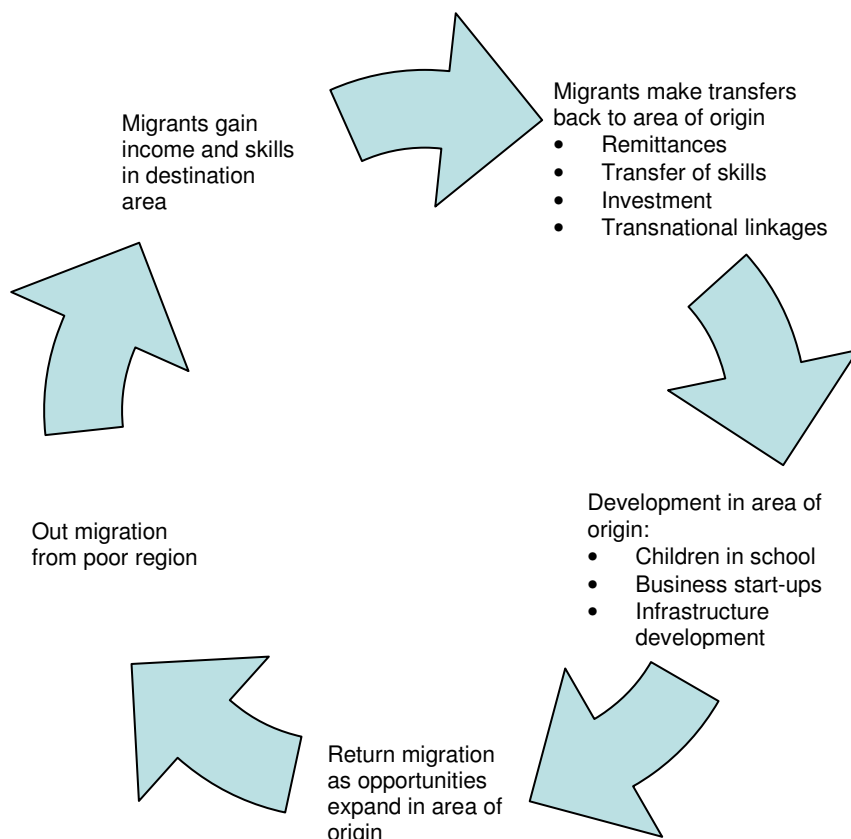 Migrants gain
income and skills
in destination
area
Migrants make transfers
back to area of origin
• Remittances
• Transfer of skills
• Investment
• Transnational linkages
Development in area of
origin:
• Children in school
• Business start-ups
• Infrastructure
development
Return migration
as opportunities
expand in area of
origin
Out migration
from poor region